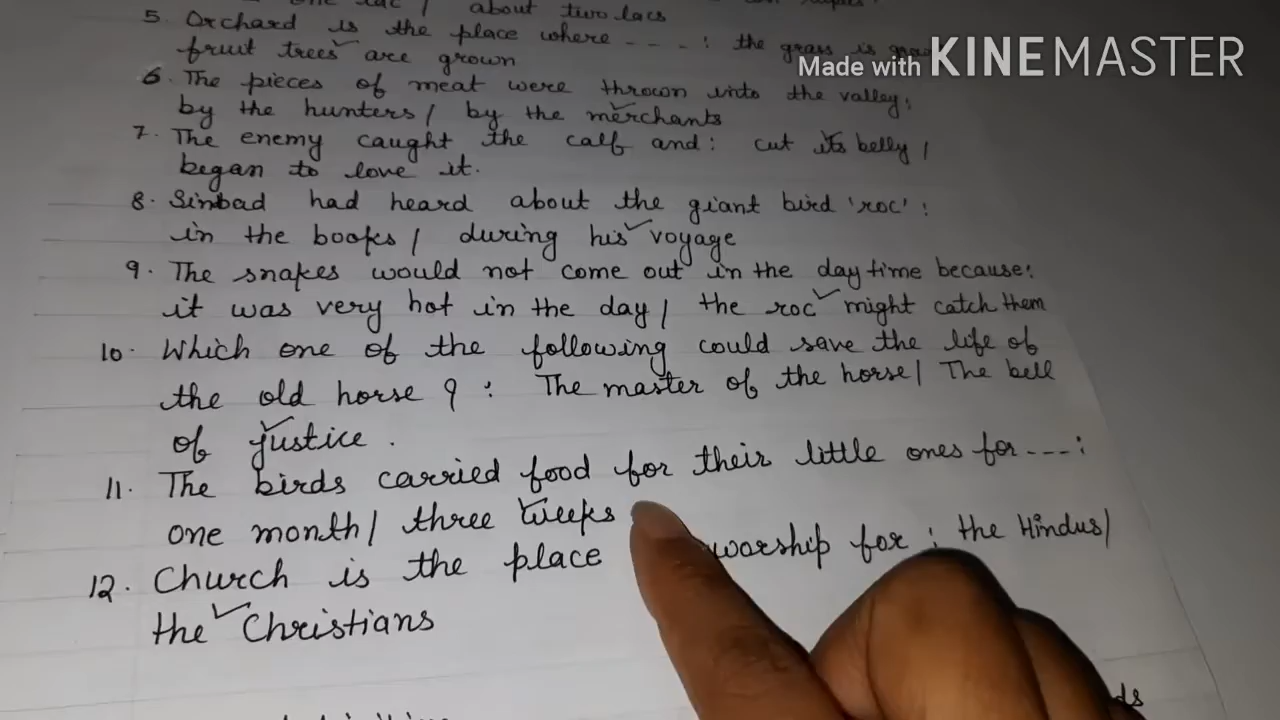 one lac / about two lacs
5. Orchard is the place where - - - - : the grass is
fruit trees are grown
Made with KINEMASTER
6. The pieces of meat were thrown into the valley:
by the hunters / by the merchants
7. The enemy caught the calf and: cut its belly /
began to love it.
8. Sinbad had heard about the giant bird 'roc' :
in the books / during his voyage
9. The snakes would not come out in the day time because:
it was very hot in the day / the roc might catch them
10. Which one of the following could save the life of
the old horse ? : The master of the horse / The bell
of justice .
11. The birds carried food for their little ones for - - - :
one month / three weeks
12. Church is the place worship for : the Hindus /
the Christians